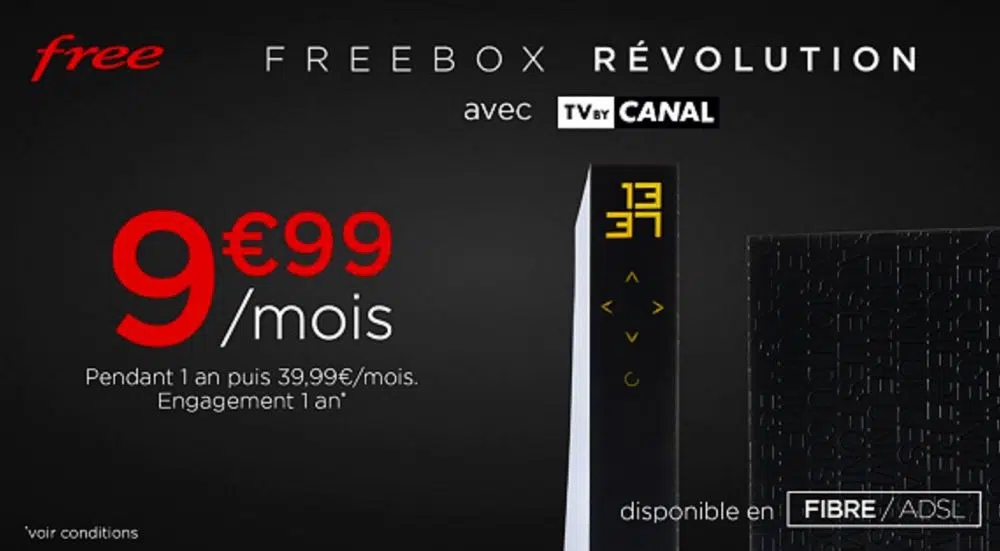 free
FREEBOX RÉVOLUTION
avec TV BY CANAL
13
37
9€99
/mois
Pendant 1 an puis 39,99€/mois.
Engagement 1 an*
disponible en FIBRE/ADSL
*voir conditions